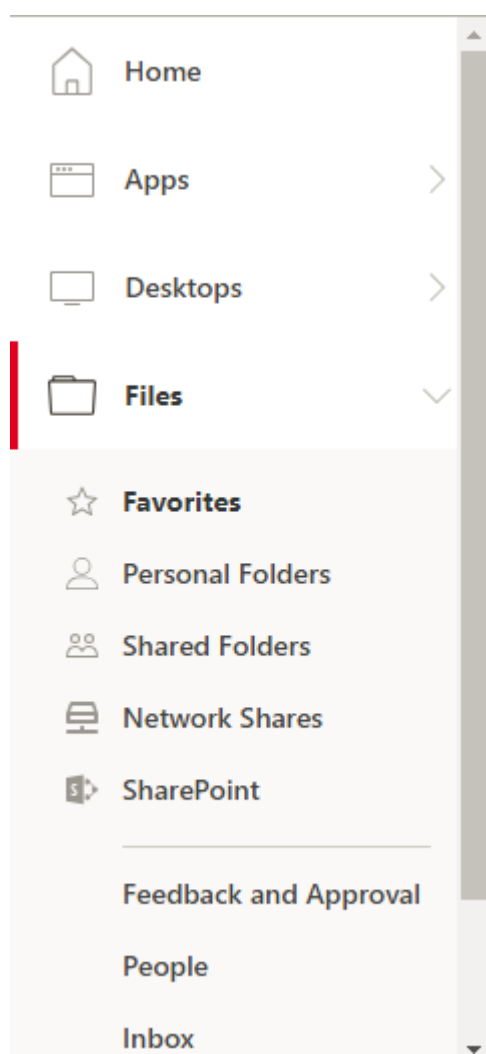 Home
Apps
Desktops
Files
Favorites
Personal Folders
Shared Folders
Network Shares
S
SharePoint
Feedback and Approval
People
Inbox